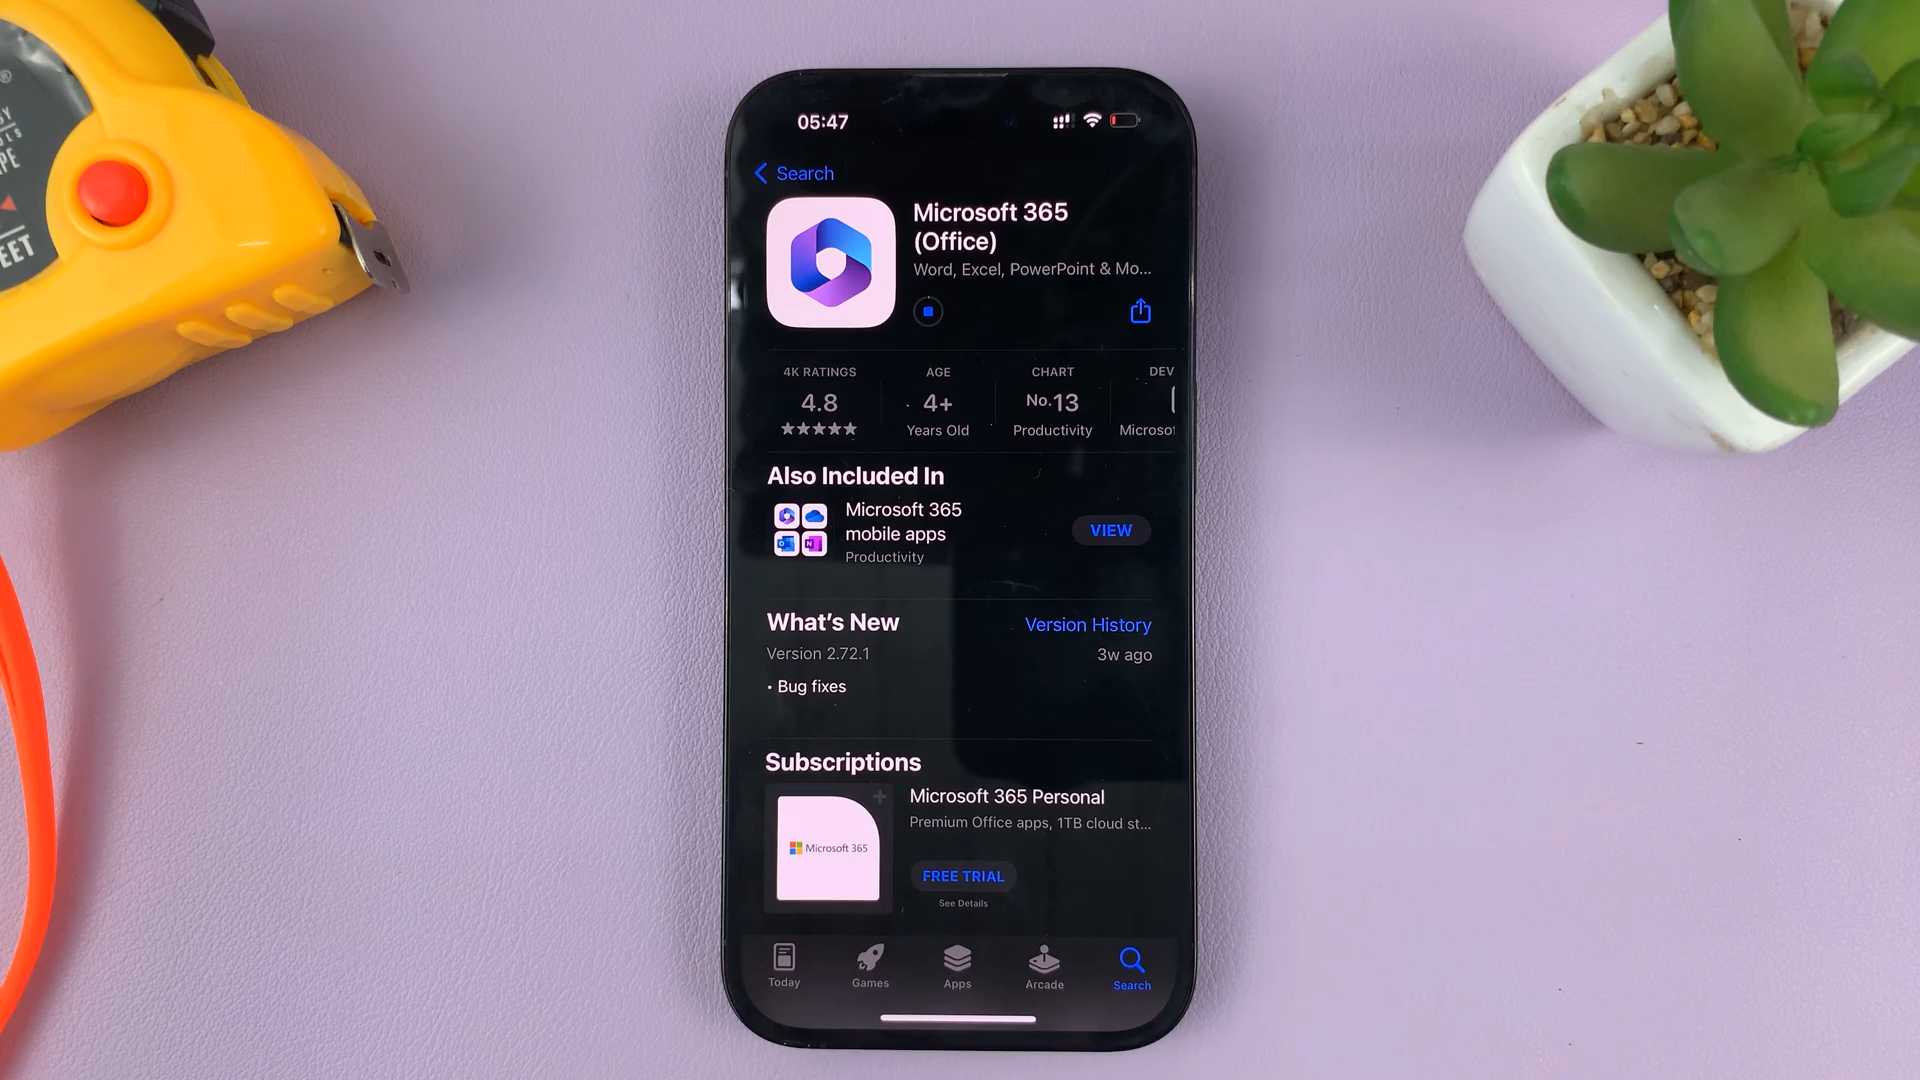 ®
EET
05:47
Search
Microsoft 365
(Office)
Word, Excel, PowerPoint & Mo...
4K RATINGS
AGE
CHART
DEV
4.8
4+
No.13
★★★★★
Years Old
Productivity
Microsof
Also Included In
Microsoft 365
mobile apps
Productivity
VIEW
What's New
Version History
Version 2.72.1
3w ago
• Bug fixes
Subscriptions
Microsoft 365
Microsoft 365 Personal
Premium Office apps, 1TB cloud st...
FREE TRIAL
See Details
Today
Games
Apps
Arcade
Search